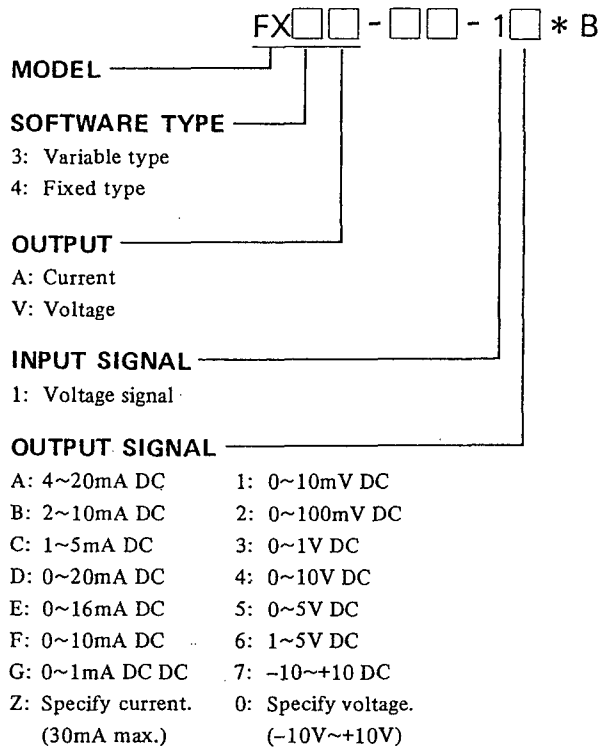 FX□□-□□-1□*B
MODEL
SOFTWARE TYPE
3: Variable type
4: Fixed type
OUTPUT
A: Current
V: Voltage
INPUT SIGNAL
1: Voltage signal
OUTPUT SIGNAL
A: 4~20mA DC
B: 2~10mA DC
C: 1~5mA DC
D: 0~20mA DC
E: 0~16mA DC
F: 0~10mA DC
G: 0~1mA DC DC
Z: Specify current.
(30mA max.)
1: 0~10mV DC
2: 0~100mV DC
3: 0~1V DC
4: 0~10V DC
5: 0~5V DC
6: 1~5V DC
7: -10~+10 DC
0: Specify voltage.
(-10V~+10V)